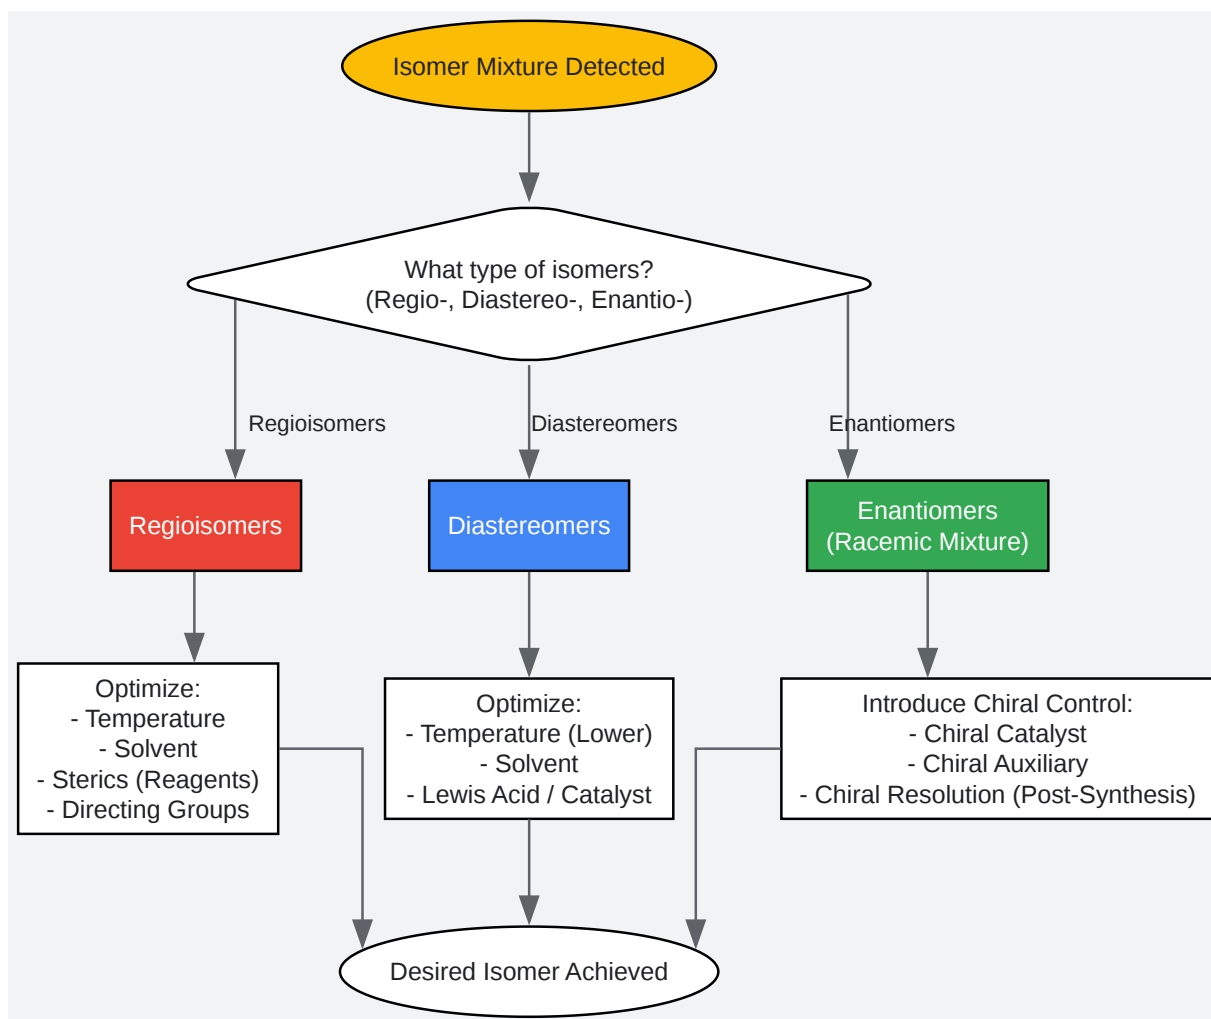 Isomer Mixture Detected
What type of isomers?
(Regio-, Diastereo-, Enantio-)
Regioisomers
Diastereomers
Enantiomers
Regioisomers
Diastereomers
Enantiomers
(Racemic Mixture)
Optimize:
- Temperature
- Solvent
- Sterics (Reagents)
- Directing Groups
Optimize:
- Temperature (Lower)
- Solvent
- Lewis Acid / Catalyst
Introduce Chiral Control:
- Chiral Catalyst
- Chiral Auxiliary
- Chiral Resolution (Post-Synthesis)
Desired Isomer Achieved